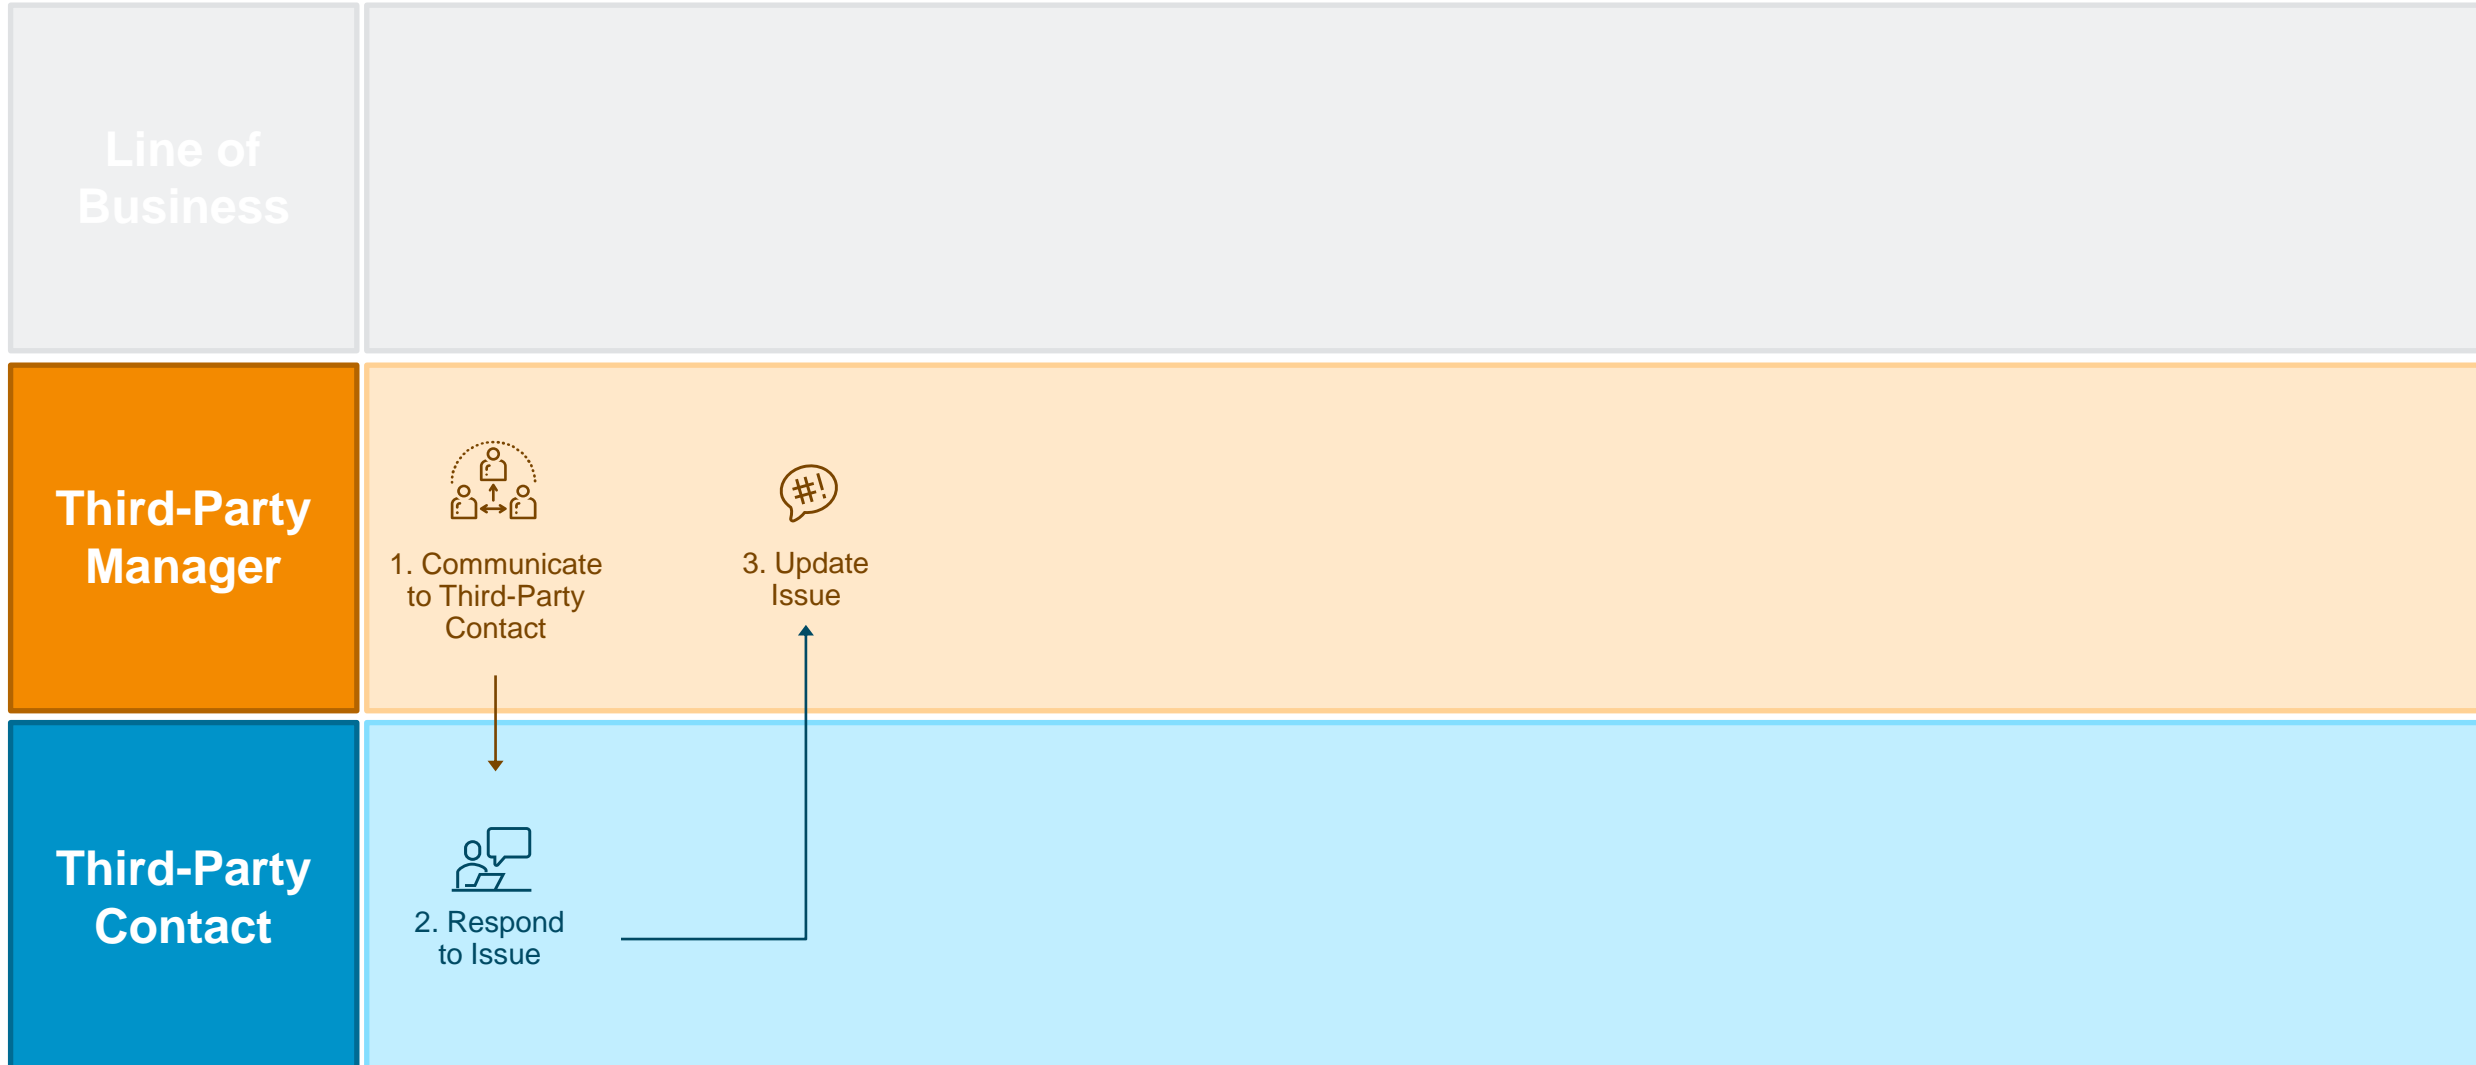 Line of
Business
Third-Party
Manager
1. Communicate
to Third-Party
Contact
#!
3. Update
Issue
Third-Party
Contact
2. Respond
to Issue